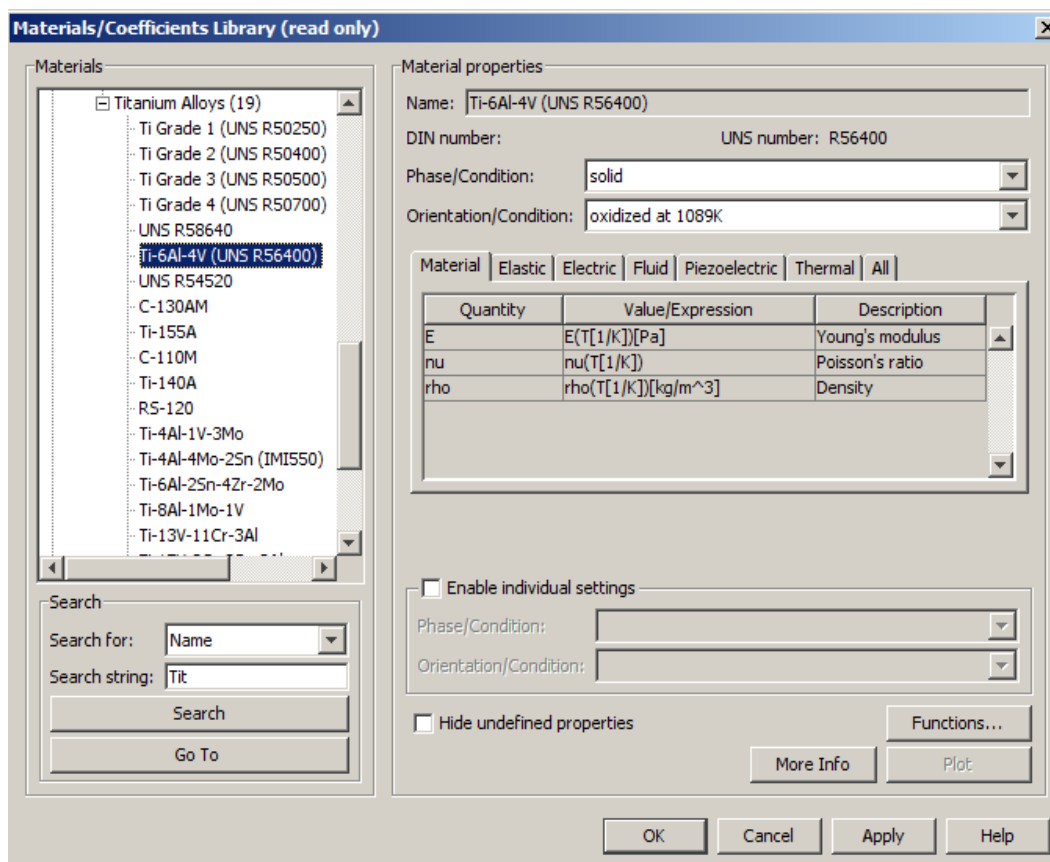 Materials/Coefficients Library (read only)
Materials
Titanium Alloys (19)
Ti Grade 1 (UNS R50250)
Ti Grade 2 (UNS R50400)
Ti Grade 3 (UNS R50500)
Ti Grade 4 (UNS R50700)
UNS R58640
Ti-6Al-4V (UNS R56400)
UNS R54520
C-130AM
Ti-155A
C-110M
Ti-140A
RS-120
Ti-4Al-1V-3Mo
Ti-4Al-4Mo-2Sn (IMI550)
Ti-6Al-2Sn-4Zr-2Mo
Ti-8Al-1Mo-1V
Ti-13V-11Cr-3Al
Search
Search for: Name
Search string: Tit
Search
Go To
Material properties
Name: Ti-6Al-4V (UNS R56400)
DIN number: UNS number: R56400
Phase/Condition: solid
Orientation/Condition: oxidized at 1089K
Material Elastic Electric Fluid Piezoelectric Thermal All
Quantity Value/Expression Description
E E(T[1/K])[Pa] Young's modulus
nu nu(T[1/K]) Poisson's ratio
rho rho(T[1/K])[kg/m^3] Density
Enable individual settings
Phase/Condition:
Orientation/Condition:
Hide undefined properties
Functions...
More Info Plot
OK Cancel Apply Help